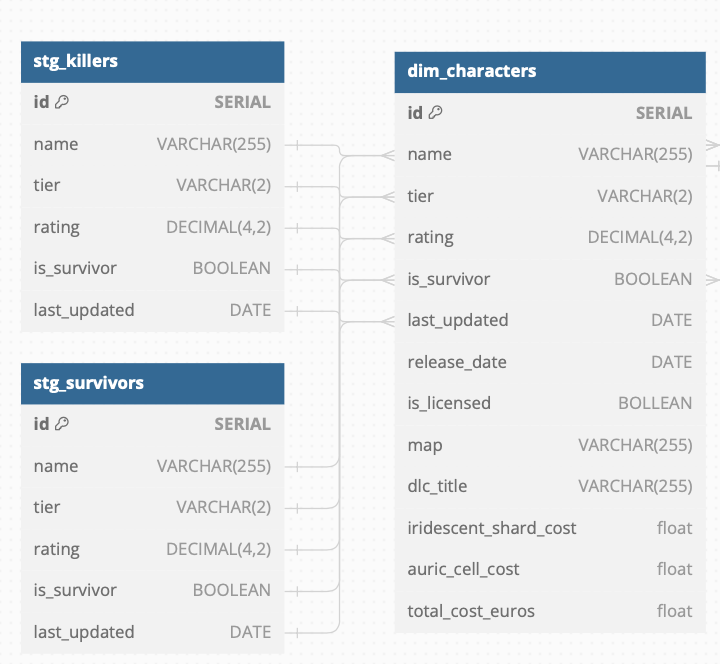 stg_killers
id SERIAL
name VARCHAR(255)
tier VARCHAR(2)
rating DECIMAL(4,2)
is_survivor BOOLEAN
last_updated DATE
stg_survivors
id SERIAL
name VARCHAR(255)
tier VARCHAR(2)
rating DECIMAL(4,2)
is_survivor BOOLEAN
last_updated DATE
dim_characters
id SERIAL
name VARCHAR(255)
tier VARCHAR(2)
rating DECIMAL(4,2)
is_survivor BOOLEAN
last_updated DATE
release_date DATE
is_licensed BOLLEAN
map VARCHAR(255)
dlc_title VARCHAR(255)
iridescent_shard_cost float
auric_cell_cost float
total_cost_euros float